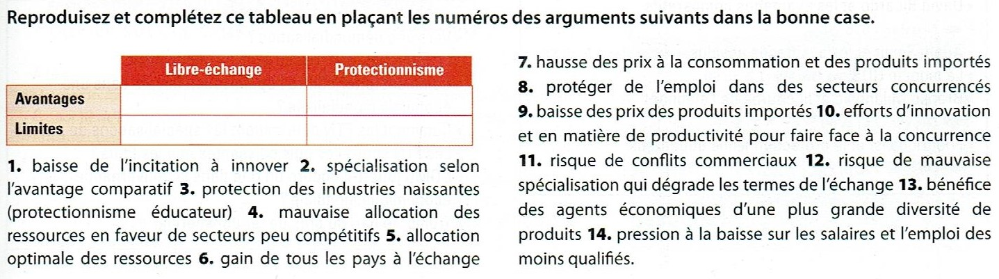 Reproduisez et complétez ce tableau en plaçant les numéros des arguments suivants dans la bonne case.
Libre-échange Protectionnisme
Avantages
Limites
1. baisse de l'incitation à innover 2. spécialisation selon
l'avantage comparatif 3. protection des industries naissantes
(protectionnisme éducateur) 4. mauvaise allocation des
ressources en faveur de secteurs peu compétitifs 5. allocation
optimale des ressources 6. gain de tous les pays à l'échange
7. hausse des prix à la consommation et des produits importés
8. protéger de l'emploi dans des secteurs concurrencés
9. baisse des prix des produits importés 10. efforts d'innovation
et en matière de productivité pour faire face à la concurrence
11. risque de conflits commerciaux 12. risque de mauvaise
spécialisation qui dégrade les termes de l'échange 13. bénéfice
des agents économiques d'une plus grande diversité de
produits 14. pression à la baisse sur les salaires et l'emploi des
moins qualifiés.